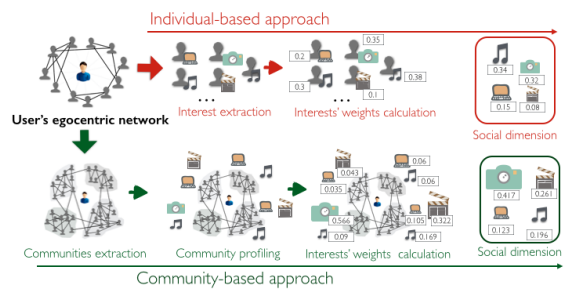 Individual-based approach
0.35
0.2
0.38
0.3
0.1
0.34
0.32
0.15
0.08
Interest extraction
Interests' weights calculation
Social dimension
User's egocentric network
0.043
0.06
0.06
0.035
0.566
0.105
0.322
0.09
0.169
0.417
0.261
0.123
0.196
Communities extraction
Community profiling
Interests' weights calculation
Social dimension
Community-based approach